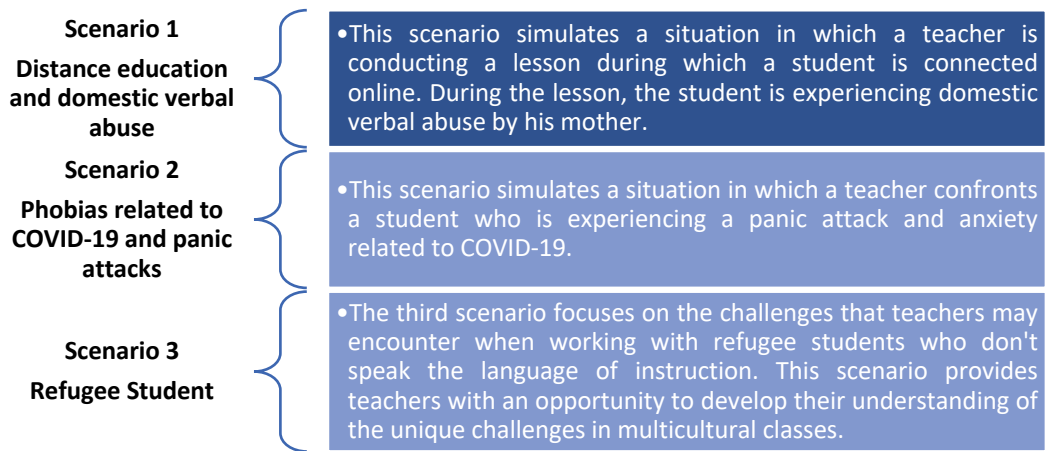 Scenario 1
Distance education
and domestic verbal
abuse
•This scenario simulates a situation in which a teacher is
conducting a lesson during which a student is connected
online. During the lesson, the student is experiencing domestic
verbal abuse by his mother.
Scenario 2
Phobias related to
COVID-19 and panic
attacks
•This scenario simulates a situation in which a teacher confronts
a student who is experiencing a panic attack and anxiety
related to COVID-19.
Scenario 3
Refugee Student
•The third scenario focuses on the challenges that teachers may
encounter when working with refugee students who don't
speak the language of instruction. This scenario provides
teachers with an opportunity to develop their understanding of
the unique challenges in multicultural classes.